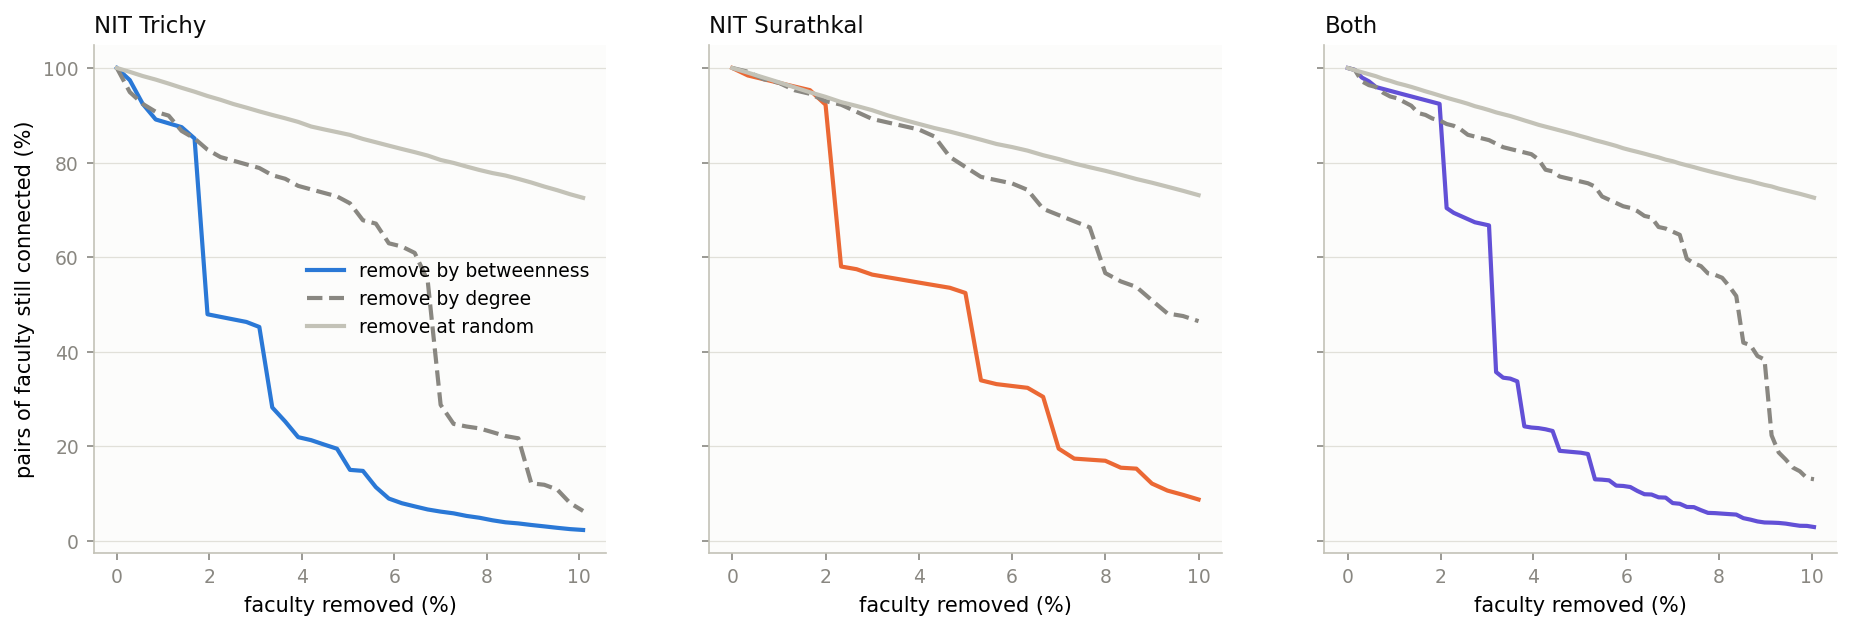 NIT Trichy
NIT Surathkal
Both
pairs of faculty still connected (%)
100
80
60
40
20
0
remove by betweenness
remove by degree
remove at random
0 2 4 6 8 10
0 2 4 6 8 10
0 2 4 6 8 10
faculty removed (%)
faculty removed (%)
faculty removed (%)